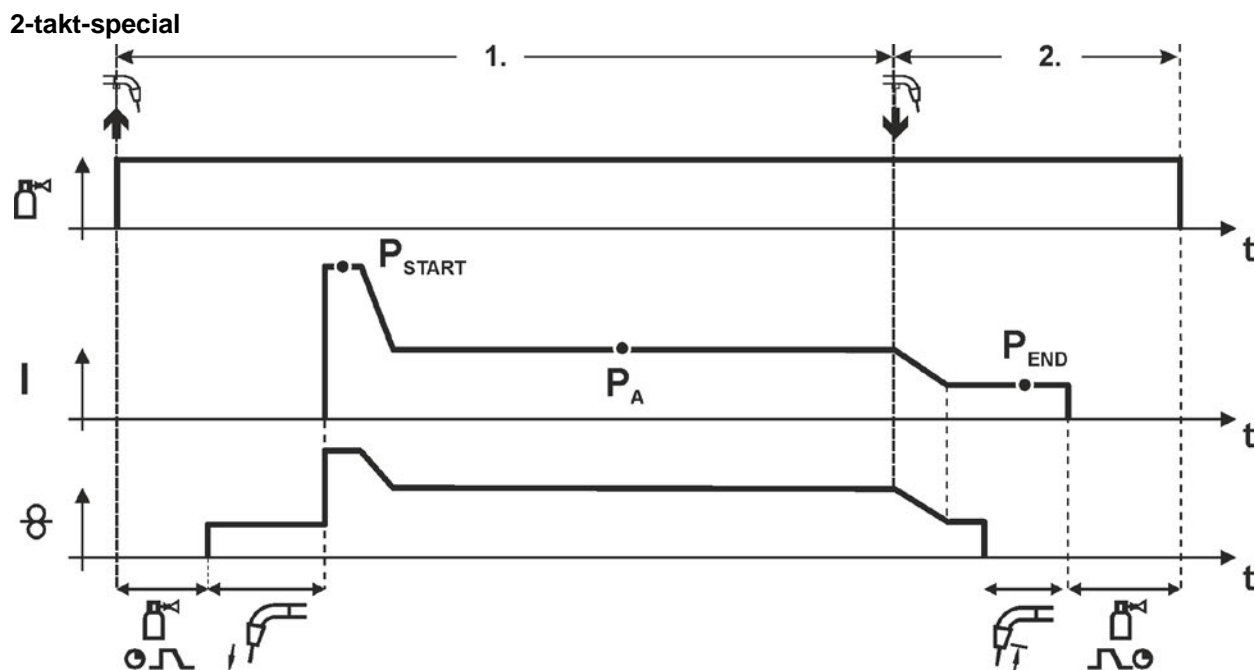 2-takt-special
1. 2.
t
P START
I
P A
P END
t
t